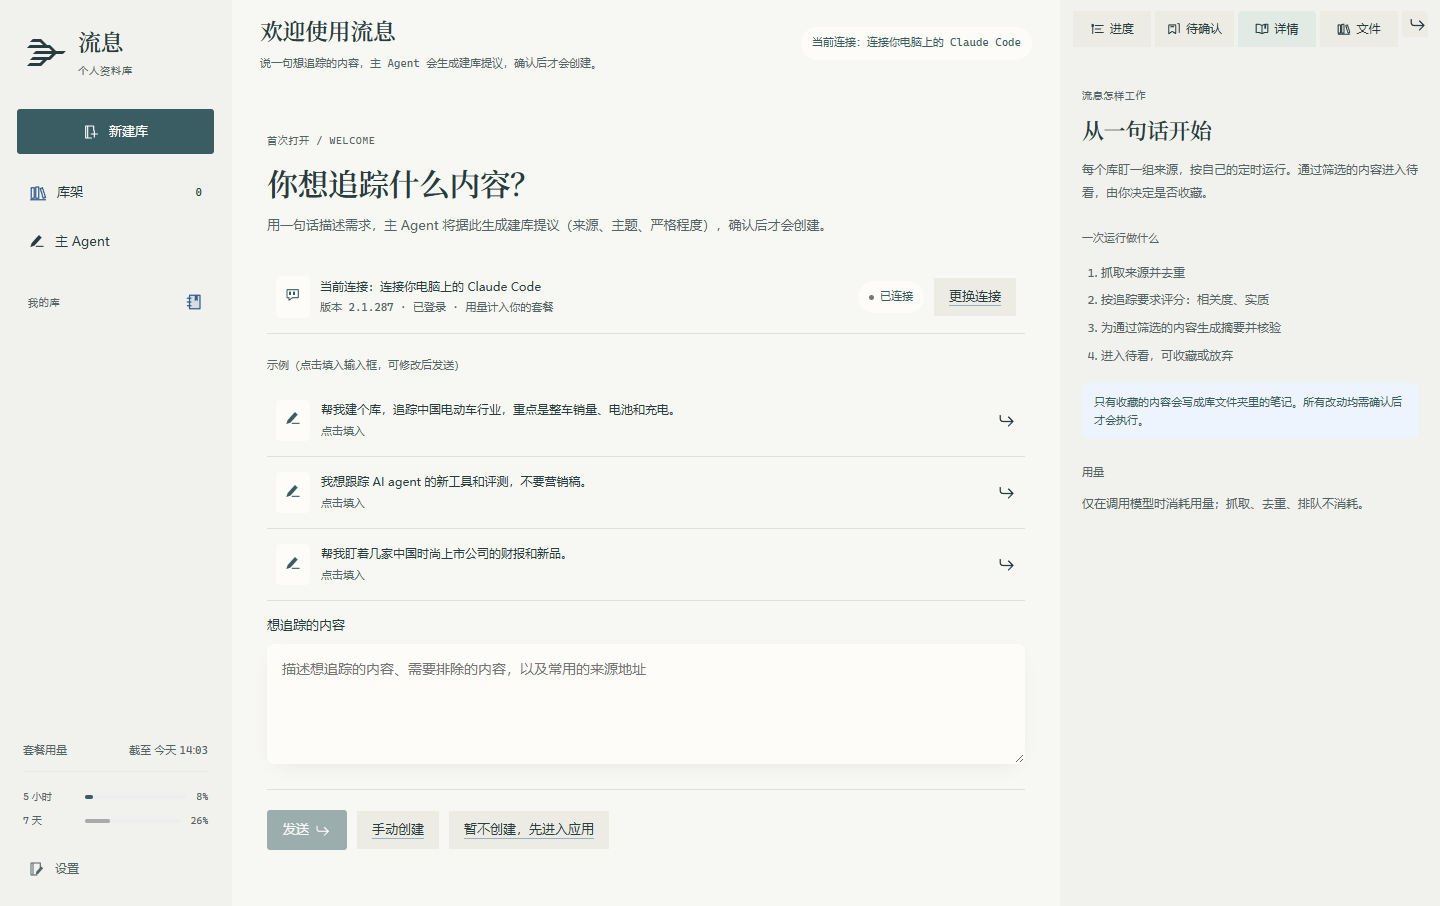 流息
个人资料库
新建库
库架 0
主 Agent
我的库
套餐用量 截至 今天 14:03
5 小时 8%
7 天 26%
设置
欢迎使用流息
说一句想追踪的内容，主 Agent 会生成建库提议，确认后才会创建。
当前连接：连接你电脑上的 Claude Code
首次打开 / WELCOME
你想追踪什么内容？
用一句话描述需求，主 Agent 将据此生成建库提议（来源、主题、严格程度），确认后才会创建。
当前连接：连接你电脑上的 Claude Code
版本 2.1.287 · 已登录 · 用量计入你的套餐
已连接
更换连接
示例（点击填入输入框，可修改后发送）
帮我建个库，追踪中国电动车行业，重点是整车销量、电池和充电。
点击填入
我想跟踪 AI agent 的新工具和评测，不要营销稿。
点击填入
帮我盯着几家中国时尚上市公司的财报和新品。
点击填入
想追踪的内容
描述想追踪的内容、需要排除的内容，以及常用的来源地址
发送
手动创建
暂不创建，先进入应用
进度
待确认
详情
文件
流息怎样工作
从一句话开始
每个库盯一组来源，按自己的定时运行。通过筛选的内容进入待
看，由你决定是否收藏。
一次运行做什么
1. 抓取来源并去重
2. 按追踪要求评分：相关度、实质
3. 为通过筛选的内容生成摘要并核验
4. 进入待看，可收藏或放弃
只有收藏的内容会写成库文件夹里的笔记。所有改动均需确认后
才会执行。
用量
仅在调用模型时消耗用量；抓取、去重、排队不消耗。